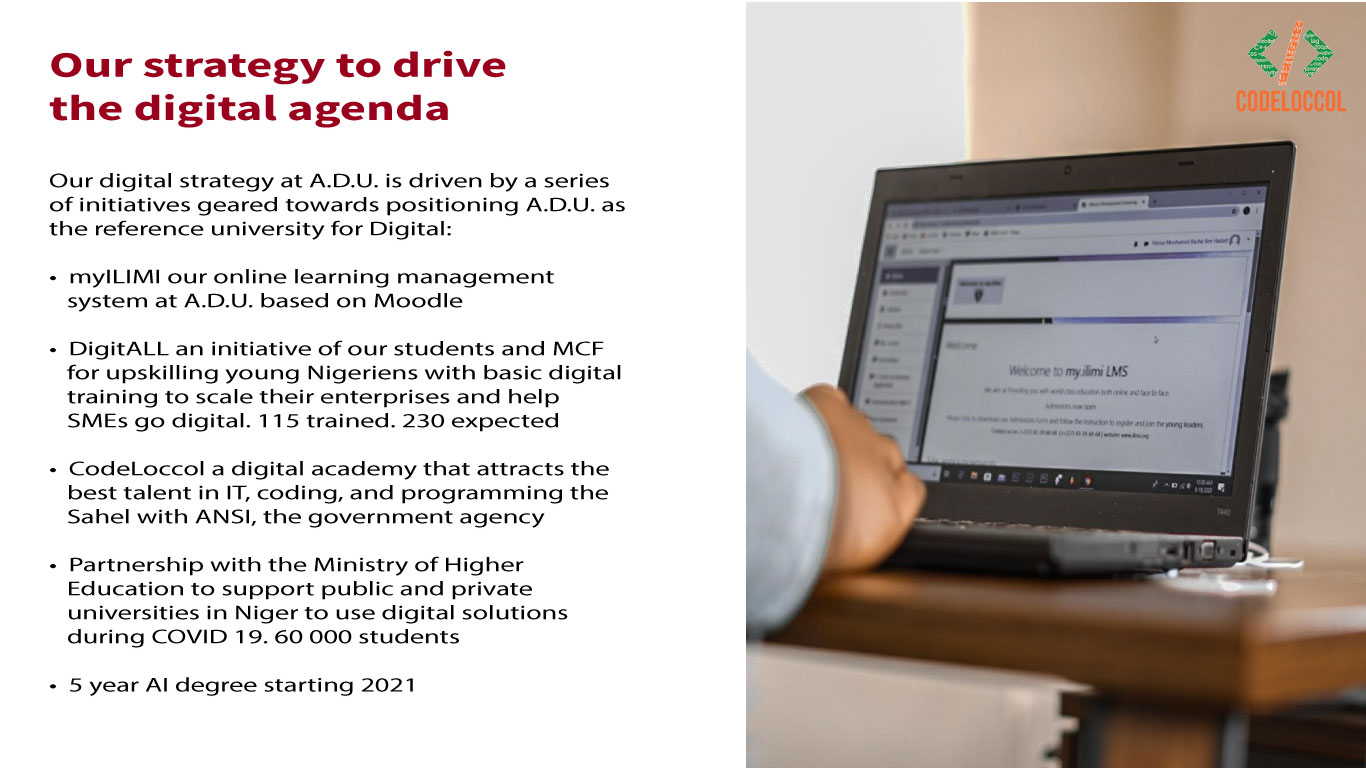 Our strategy to drive
the digital agenda
Our digital strategy at A.D.U. is driven by a series
of initiatives geared towards positioning A.D.U. as
the reference university for Digital:
• myILIMI our online learning management
system at A.D.U. based on Moodle
• DigitALL an initiative of our students and MCF
for upskilling young Nigeriens with basic digital
training to scale their enterprises and help
SMEs go digital. 115 trained. 230 expected
• CodeLoccol a digital academy that attracts the
best talent in IT, coding, and programming the
Sahel with ANSI, the government agency
• Partnership with the Ministry of Higher
Education to support public and private
universities in Niger to use digital solutions
during COVID 19. 60 000 students
• 5 year AI degree starting 2021
CODELOCCOL
Welcome
Welcome to my.ilimi LMS
Admissions now open
T440